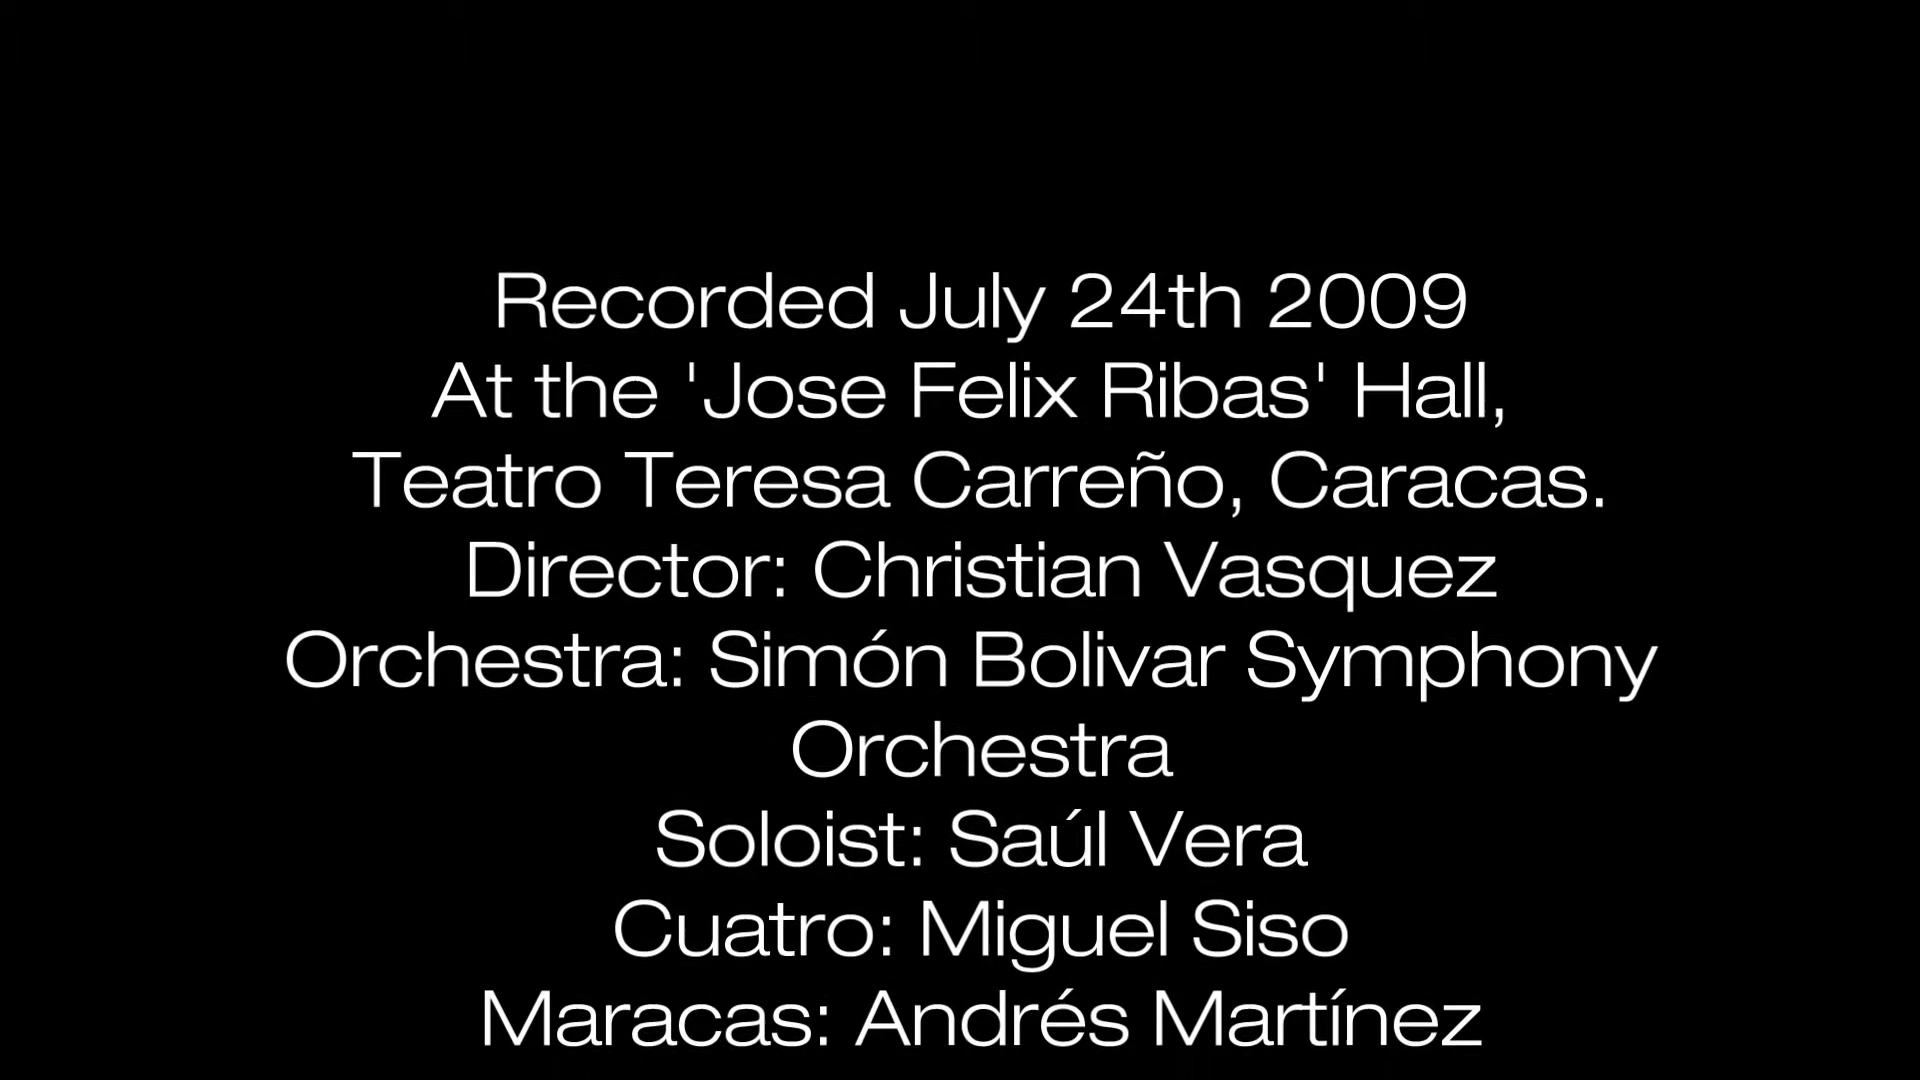 Recorded July 24th 2009
At the 'Jose Felix Ribas' Hall,
Teatro Teresa Carreño, Caracas.
Director: Christian Vasquez
Orchestra: Simón Bolivar Symphony
Orchestra
Soloist: Saúl Vera
Cuatro: Miguel Siso
Maracas: Andrés Martínez